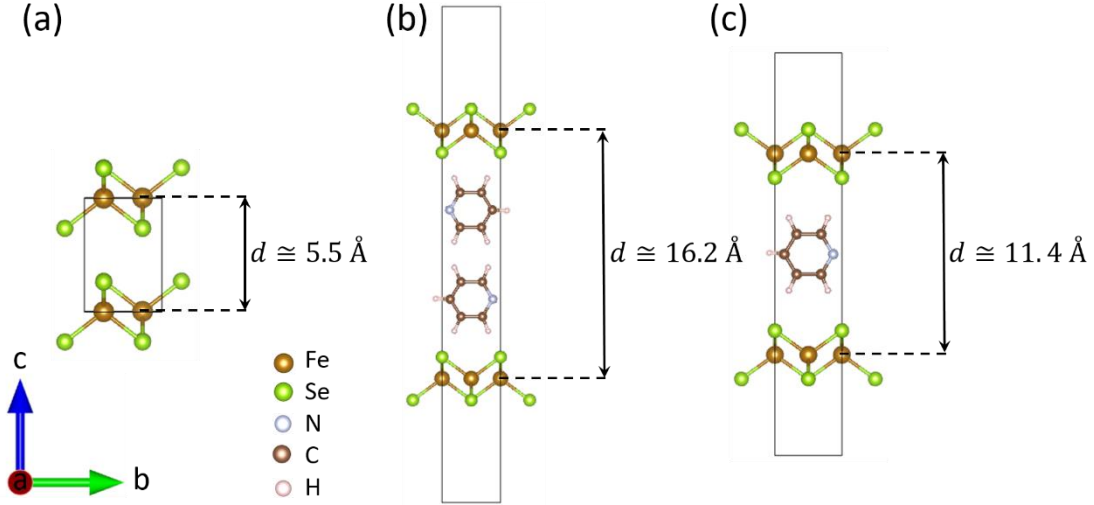 (a)
(b)
(c)
d ≅ 5.5 Å
d ≅ 16.2 Å
d ≅ 11.4 Å
Fe
Se
N
C
H
c
a
b